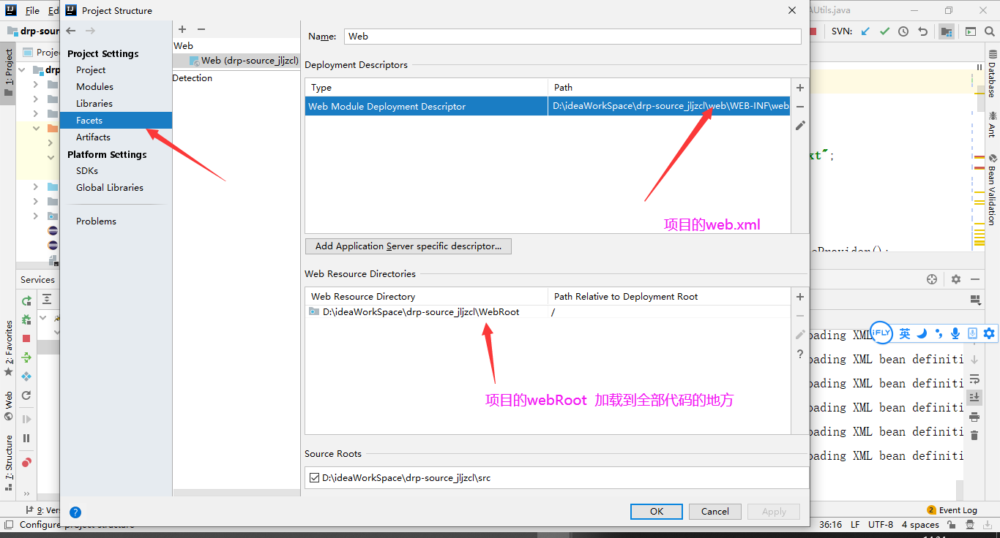 File Ed
Project Structure
AUtils.java
drp-sour
SVN:
1: Project
Proje
drp
Project Settings
Project
Modules
Libraries
Facets
Artifacts
Platform Settings
SDKs
Global Libraries
Problems
Web
Web (drp-source_jljzcl)
Detection
Name: Web
Deployment Descriptors
Type Path
Web Module Deployment Descriptor D:\ideaWorkSpace\drp-source_jljzcl\web\WEB-INF\web
项目的web.xml
Add Application Server specific descriptor...
Web Resource Directories
Web Resource Directory Path Relative to Deployment Root
D:\ideaWorkSpace\drp-source_jljzcl\WebRoot /
项目的webRoot 加载到全部代码的地方
Source Roots
D:\ideaWorkSpace\drp-source_jljzcl\src
OK Cancel Apply
Database
Ant
Bean Validation
xt";
Services
2: Favorites
Web
7: Structure
iFLY 英
oading XML
oading XML bean definiti
oading XML bean definiti
oading XML bean definiti
oading XML bean definiti
oading XML bean definiti
9: Ver
2 Event Log
Configure project structure
36:16 LF UTF-8 4 spaces